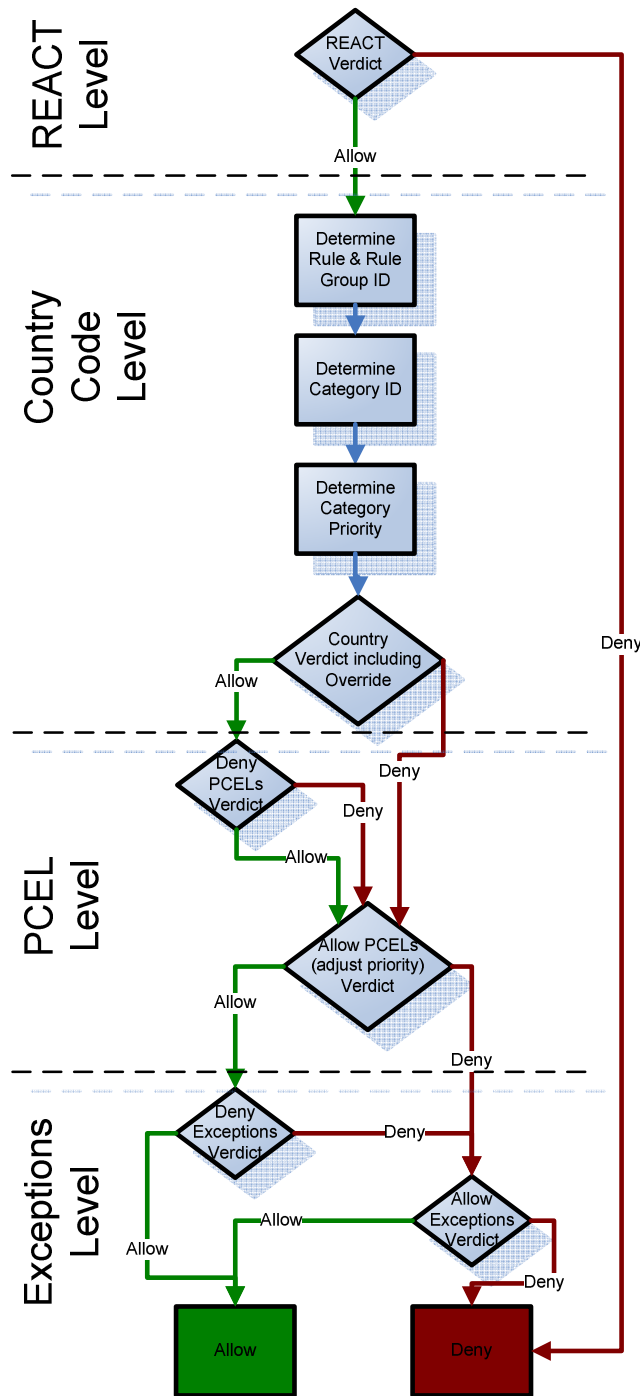 REACT
Level
REACT
Verdict
Allow
Country
Code
Level
Determine
Rule & Rule
Group ID
Determine
Category ID
Determine
Category
Priority
Country
Verdict including
Override
Deny
Allow
PCEL
Level
Deny
PCELs
Verdict
Deny
Deny
Allow
Allow PCELs
(adjust priority)
Verdict
Allow
Deny
Exceptions
Level
Deny
Exceptions
Verdict
Deny
Allow
Exceptions
Verdict
Allow
Allow
Deny
Allow
Deny